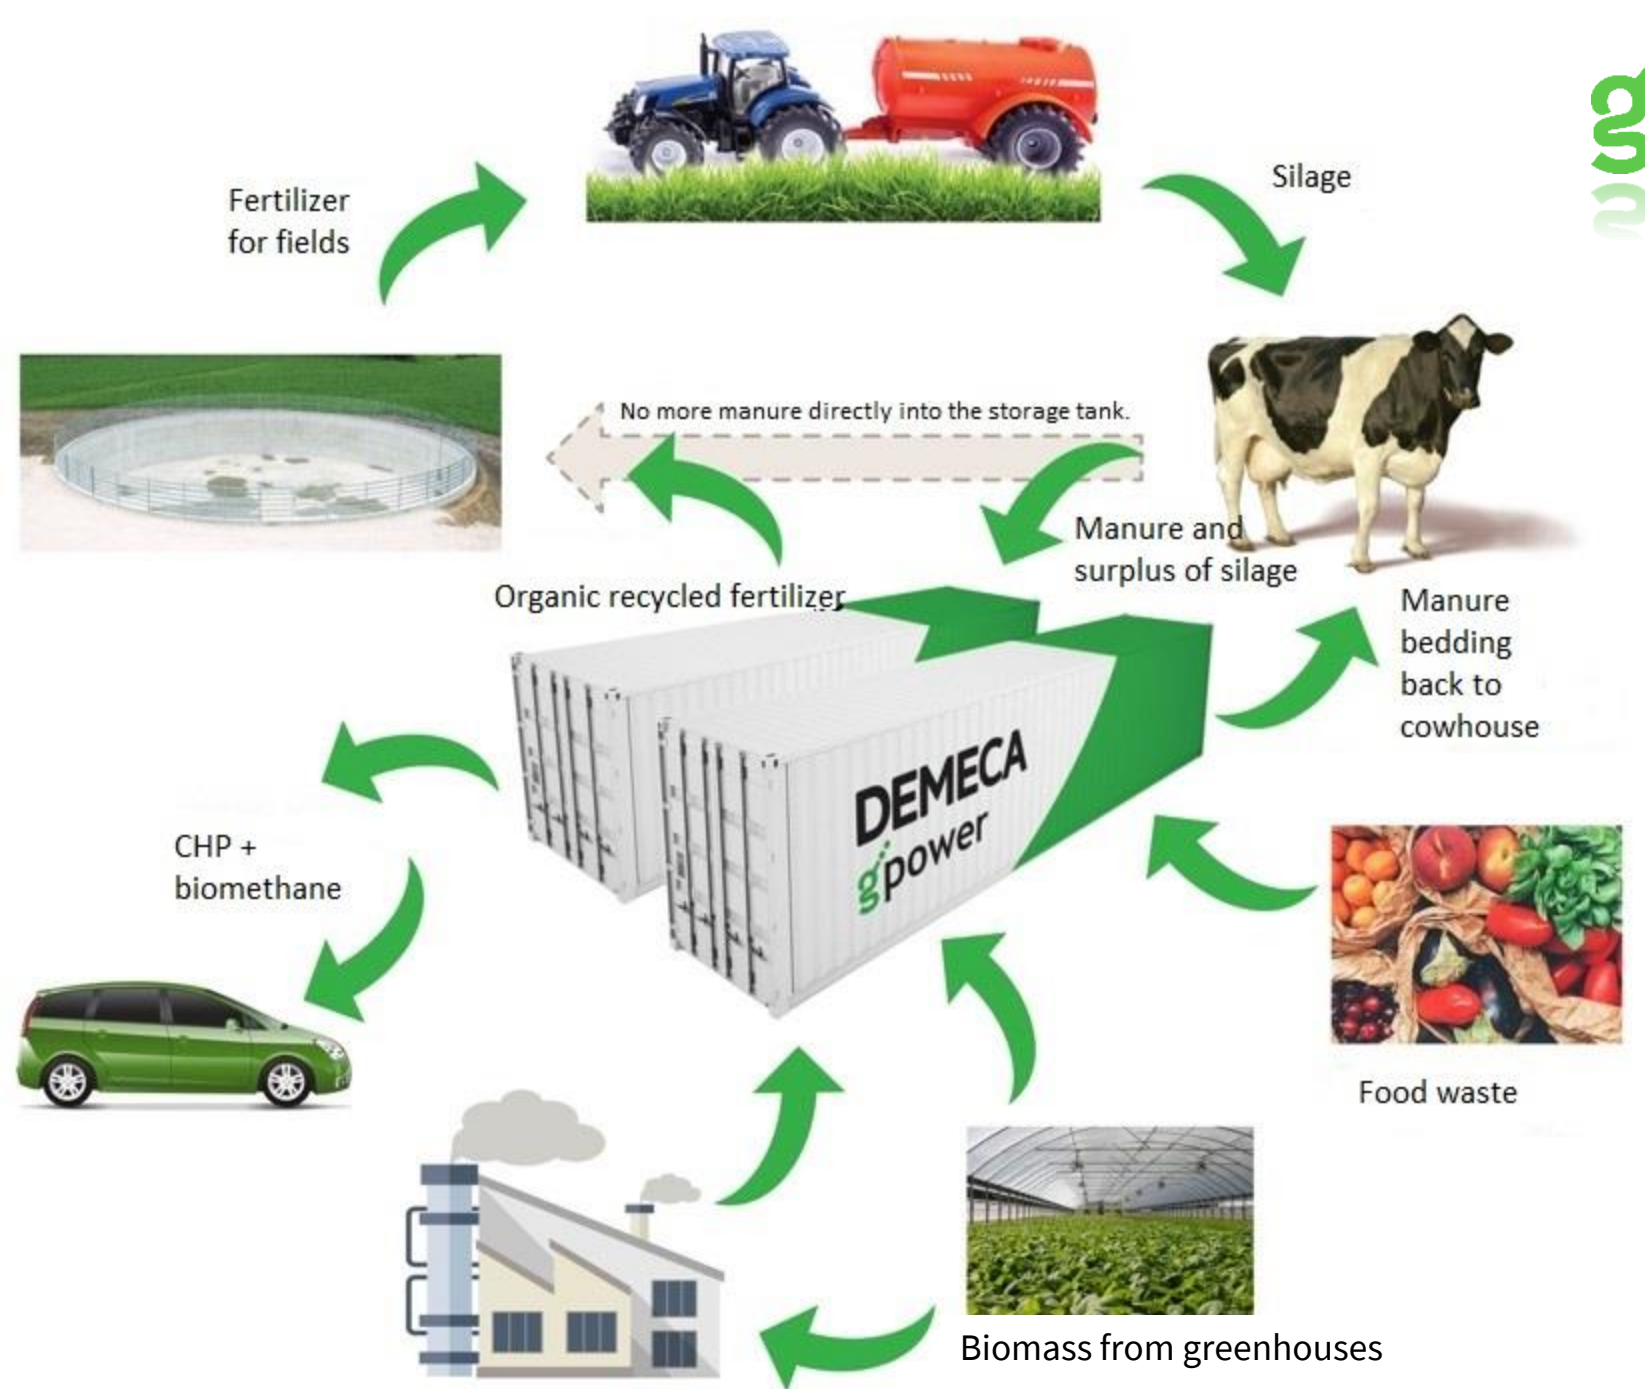 Silage
Fertilizer
for fields
No more manure directly into the storage tank.
Manure and
surplus of silage
Organic recycled fertilizer
Manure
bedding
back to
cowhouse
DEMECA
gpower
CHP +
biomethane
Food waste
Biomass from greenhouses
g